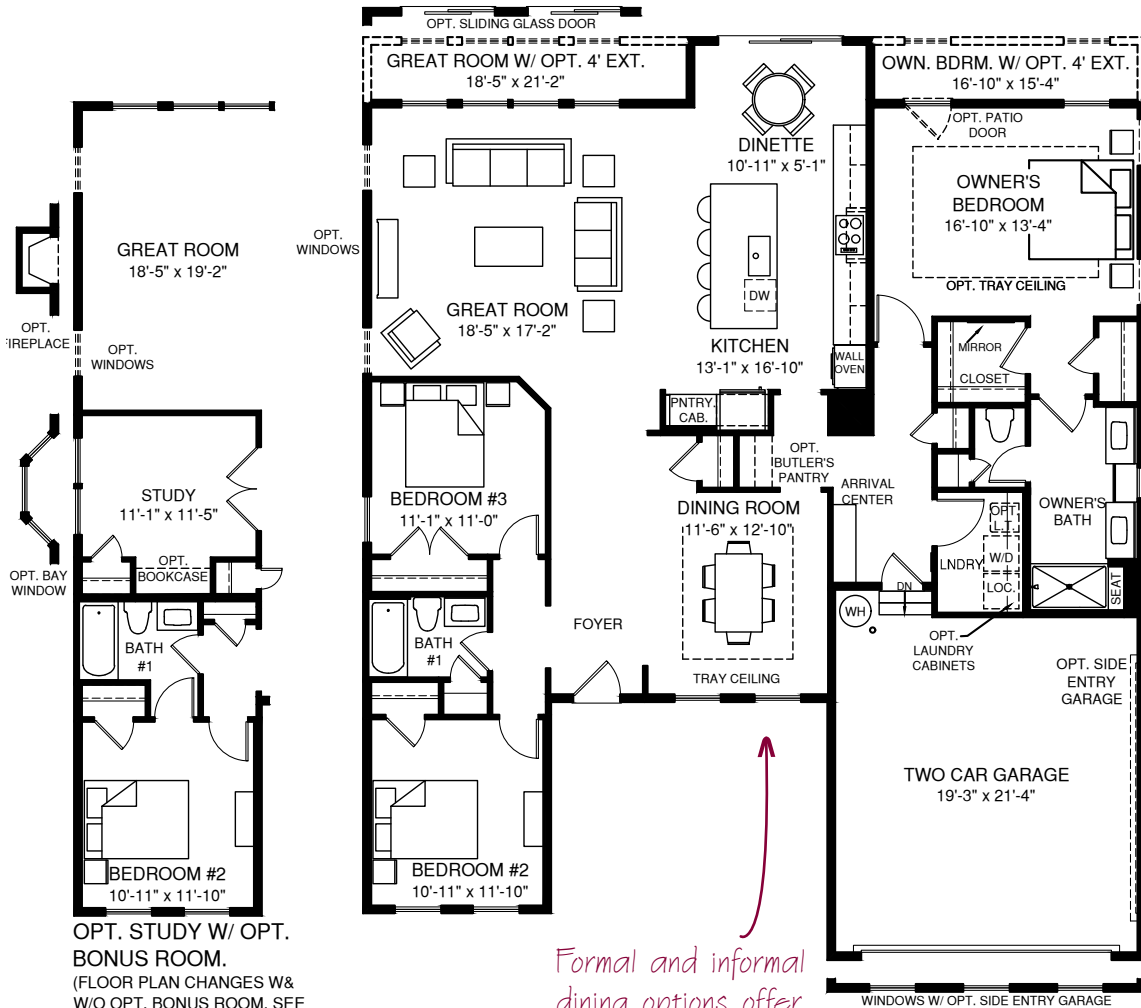 OPT. SLIDING GLASS DOOR
GREAT ROOM W/ OPT. 4' EXT.
18'-5" x 21'-2"
OWN. BDRM. W/ OPT. 4' EXT.
16'-10" x 15'-4"
OPT. PATIO
DOOR
DINETTE
10'-11" x 5'-1"
OWNER'S
BEDROOM
16'-10" x 13'-4"
OPT. TRAY CEILING
GREAT ROOM
18'-5" x 19'-2"
OPT.
WINDOWS
OPT.
FIREPLACE
OPT.
WINDOWS
GREAT ROOM
18'-5" x 17'-2"
DW
KITCHEN
13'-1" x 16'-10"
WALL
OVEN
MIRROR
CLOSET
PNTRY.
CAB.
OPT.
BUTLER'S
PANTRY
ARRIVAL
CENTER
STUDY
11'-1" x 11'-5"
OPT.
BOOKCASE
OPT. BAY
WINDOW
BEDROOM #3
11'-1" x 11'-0"
DINING ROOM
11'-6" x 12'-10"
OWNER'S
BATH
OPT.
L.T.
W/D
LOC.
LNDRY
SEAT
DN
WH
BATH
#1
BATH
#1
FOYER
TRAY CEILING
OPT.
LAUNDRY
CABINETS
OPT. SIDE
ENTRY
GARAGE
TWO CAR GARAGE
19'-3" x 21'-4"
BEDROOM #2
10'-11" x 11'-10"
BEDROOM #2
10'-11" x 11'-10"
OPT. STUDY W/ OPT.
BONUS ROOM.
(FLOOR PLAN CHANGES W&
W/O OPT. BONUS ROOM. SEE
Formal and informal
dining options offer
WINDOWS W/ OPT. SIDE ENTRY GARAGE